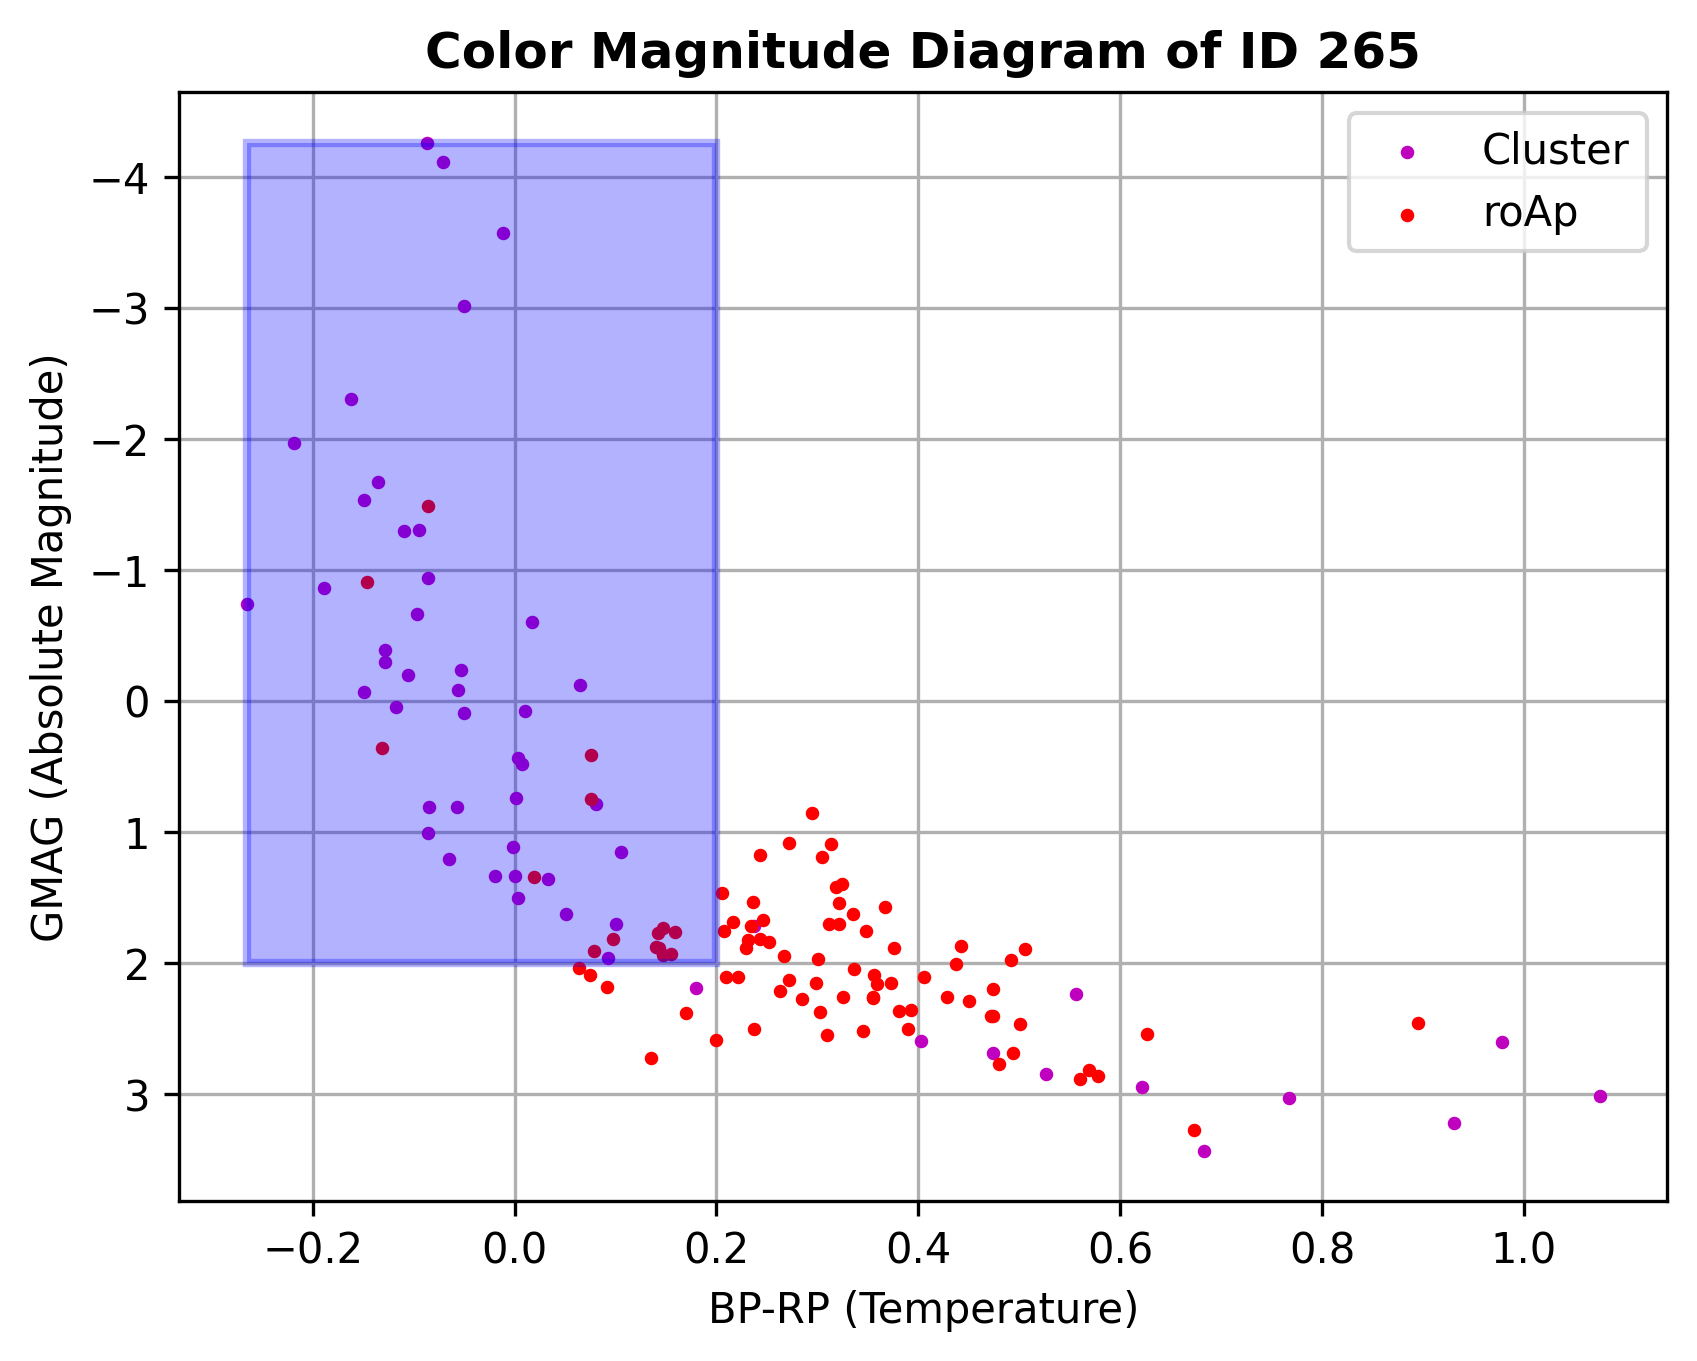 Color Magnitude Diagram of ID 265
Cluster
roAp
GMAG (Absolute Magnitude)
−4
−3
−2
−1
0
1
2
3
−0.2 0.0 0.2 0.4 0.6 0.8 1.0
BP-RP (Temperature)